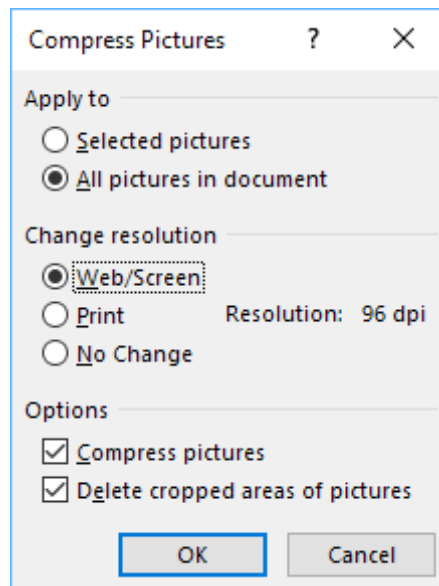 Compress Pictures ?
Apply to
Selected pictures
All pictures in document
Change resolution
Web/Screen
Print Resolution: 96 dpi
No Change
Options
Compress pictures
Delete cropped areas of pictures
OK Cancel